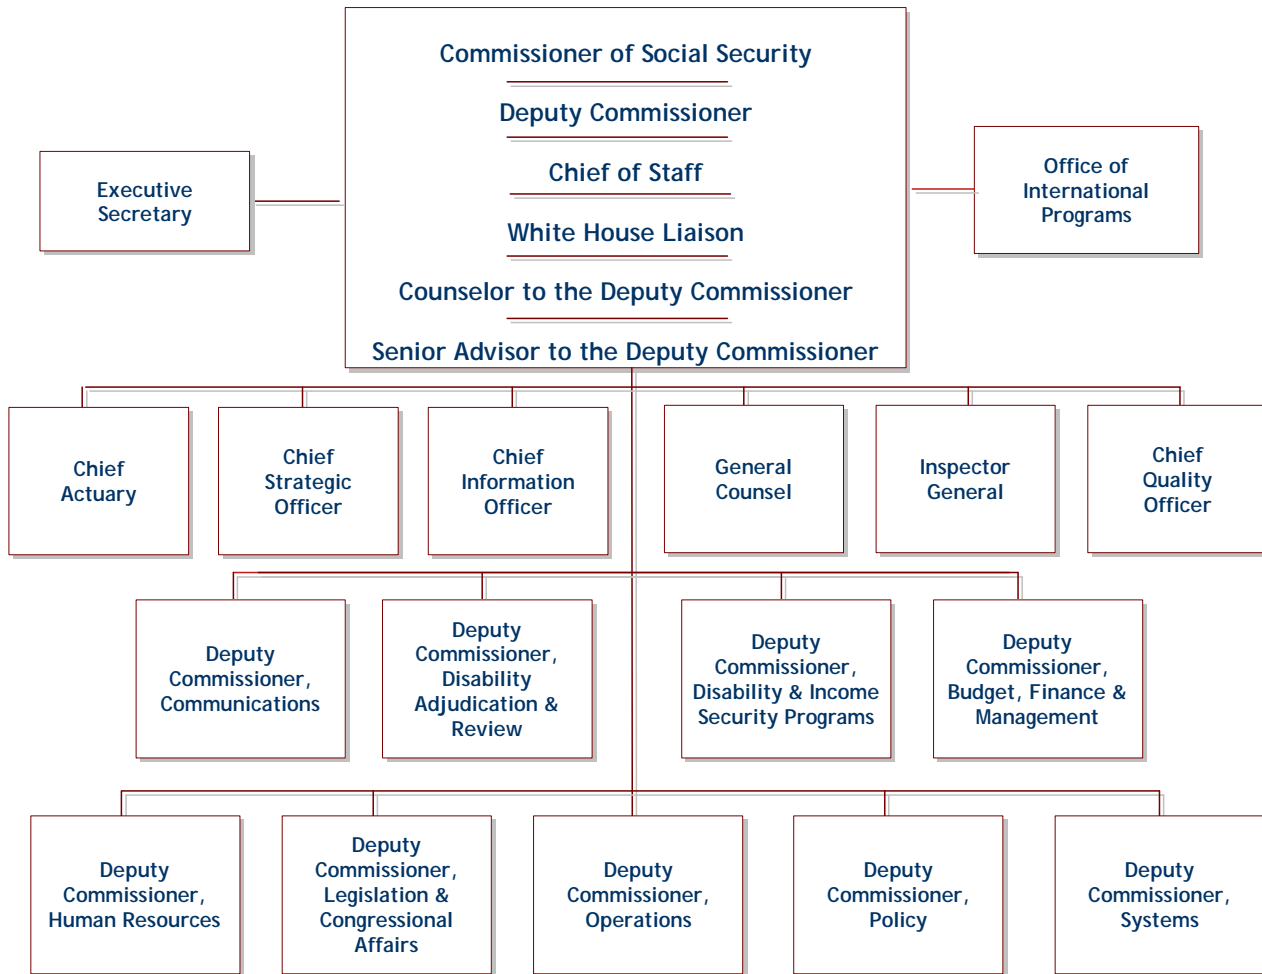 Commissioner of Social Security
Deputy Commissioner
Chief of Staff
White House Liaison
Counselor to the Deputy Commissioner
Senior Advisor to the Deputy Commissioner
Executive
Secretary
Office of
International
Programs
Chief
Actuary
Chief
Strategic
Officer
Chief
Information
Officer
General
Counsel
Inspector
General
Chief
Quality
Officer
Deputy
Commissioner,
Communications
Deputy
Commissioner,
Disability
Adjudication &
Review
Deputy
Commissioner,
Disability & Income
Security Programs
Deputy
Commissioner,
Budget, Finance &
Management
Deputy
Commissioner,
Human Resources
Deputy
Commissioner,
Legislation &
Congressional
Affairs
Deputy
Commissioner,
Operations
Deputy
Commissioner,
Policy
Deputy
Commissioner,
Systems